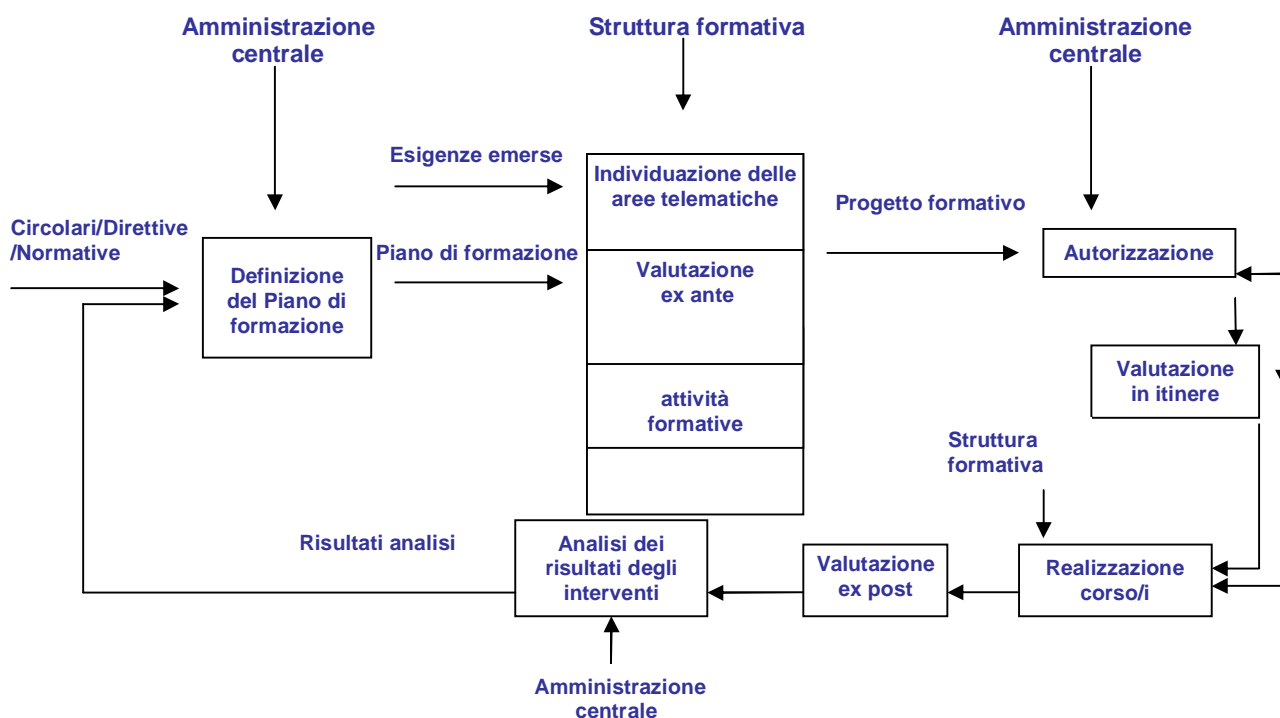 Amministrazione
centrale
Struttura formativa
Amministrazione
centrale
Esigenze emerse
Individuazione delle
aree telematiche
Progetto formativo
Circolari/Direttive
/Normative
Piano di formazione
Definizione
del Piano di
formazione
Valutazione
ex ante
Autorizzazione
Valutazione
in itinere
attività
formative
Struttura
formativa
Risultati analisi
Analisi dei
risultati degli
interventi
Valutazione
ex post
Realizzazione
corso/i
Amministrazione
centrale